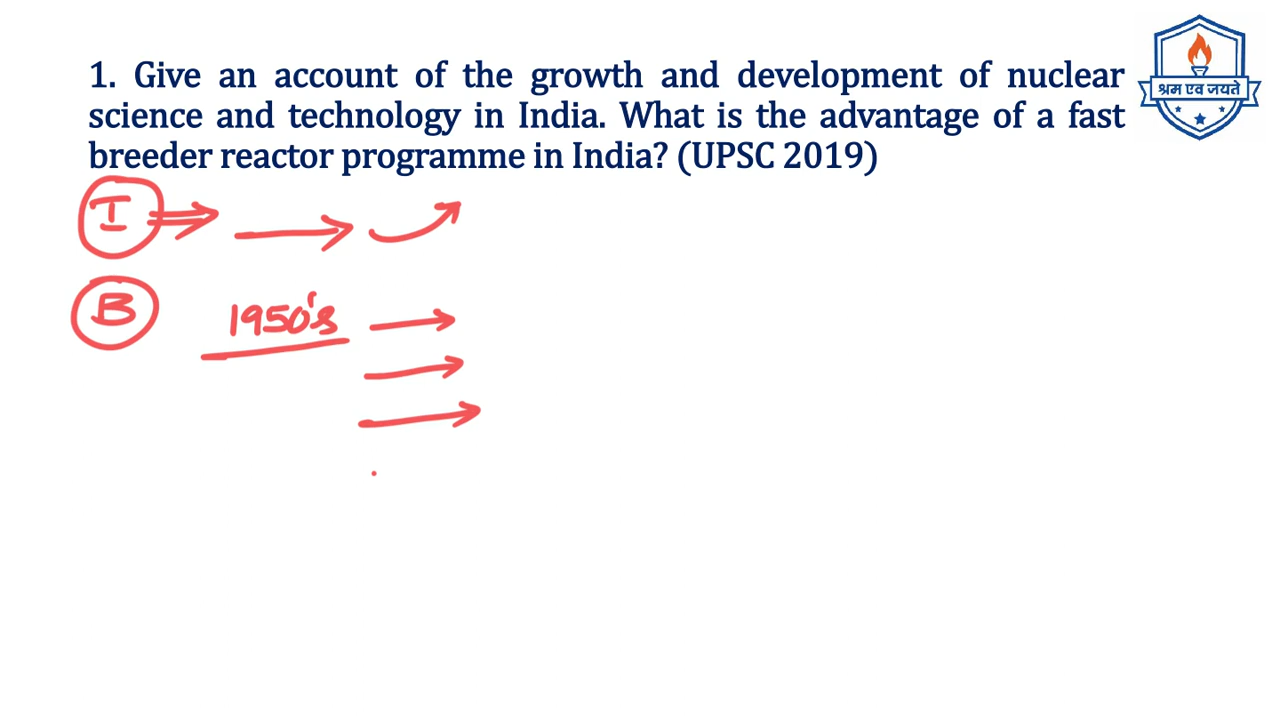 1. Give an account of the growth and development of nuclear
science and technology in India. What is the advantage of a fast
breeder reactor programme in India? (UPSC 2019)
श्रम एव जयते
I
B 1950's